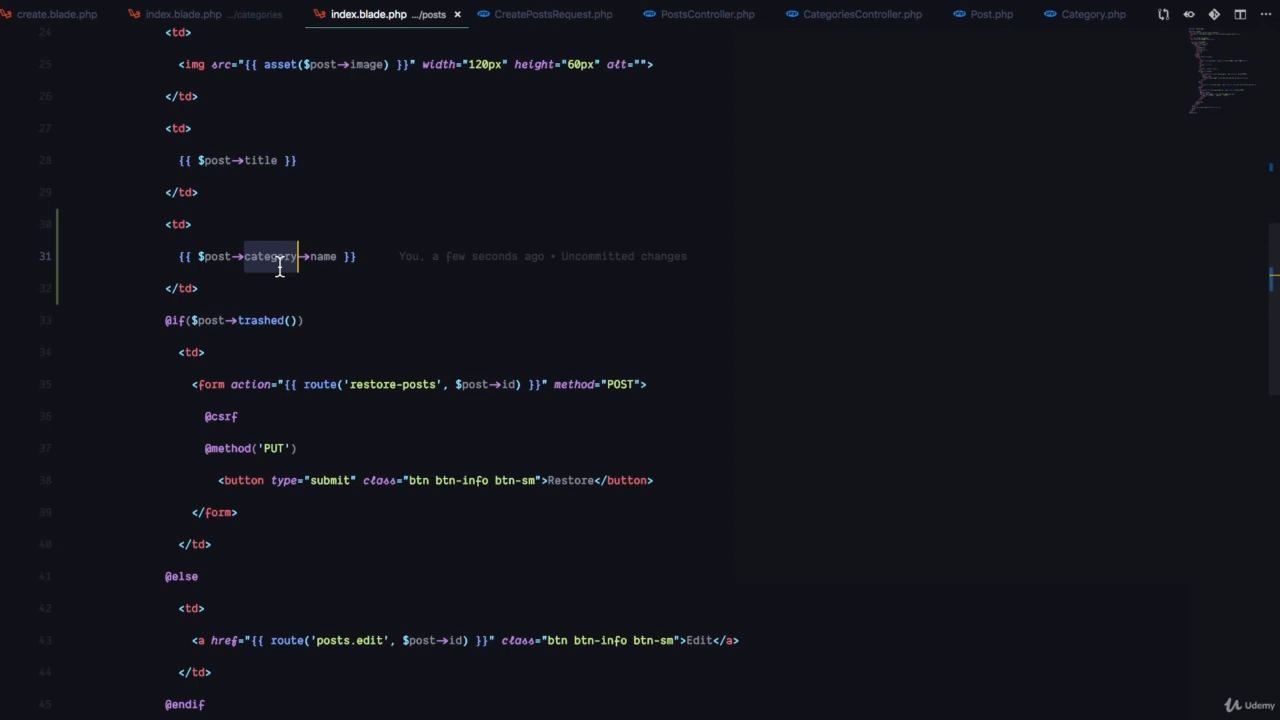 create.blade.php index.blade.php .../categories index.blade.php .../posts × CreatePostsRequest.php PostsController.php CategoriesController.php Post.php Category.php
24 <td>
25 <img src="{{ asset($post->image) }}" width="120px" height="60px" alt="">
26 </td>
27 <td>
28 {{ $post->title }}
29 </td>
30 <td>
31 {{ $post->category->name }} You, a few seconds ago • Uncommitted changes
32 </td>
33 @if($post->trashed())
34 <td>
35 <form action="{{ route('restore-posts', $post->id) }}" method="POST">
36 @csrf
37 @method('PUT')
38 <button type="submit" class="btn btn-info btn-sm">Restore</button>
39 </form>
40 </td>
41 @else
42 <td>
43 <a href="{{ route('posts.edit', $post->id) }}" class="btn btn-info btn-sm">Edit</a>
44 </td>
45 @endif
Udemy